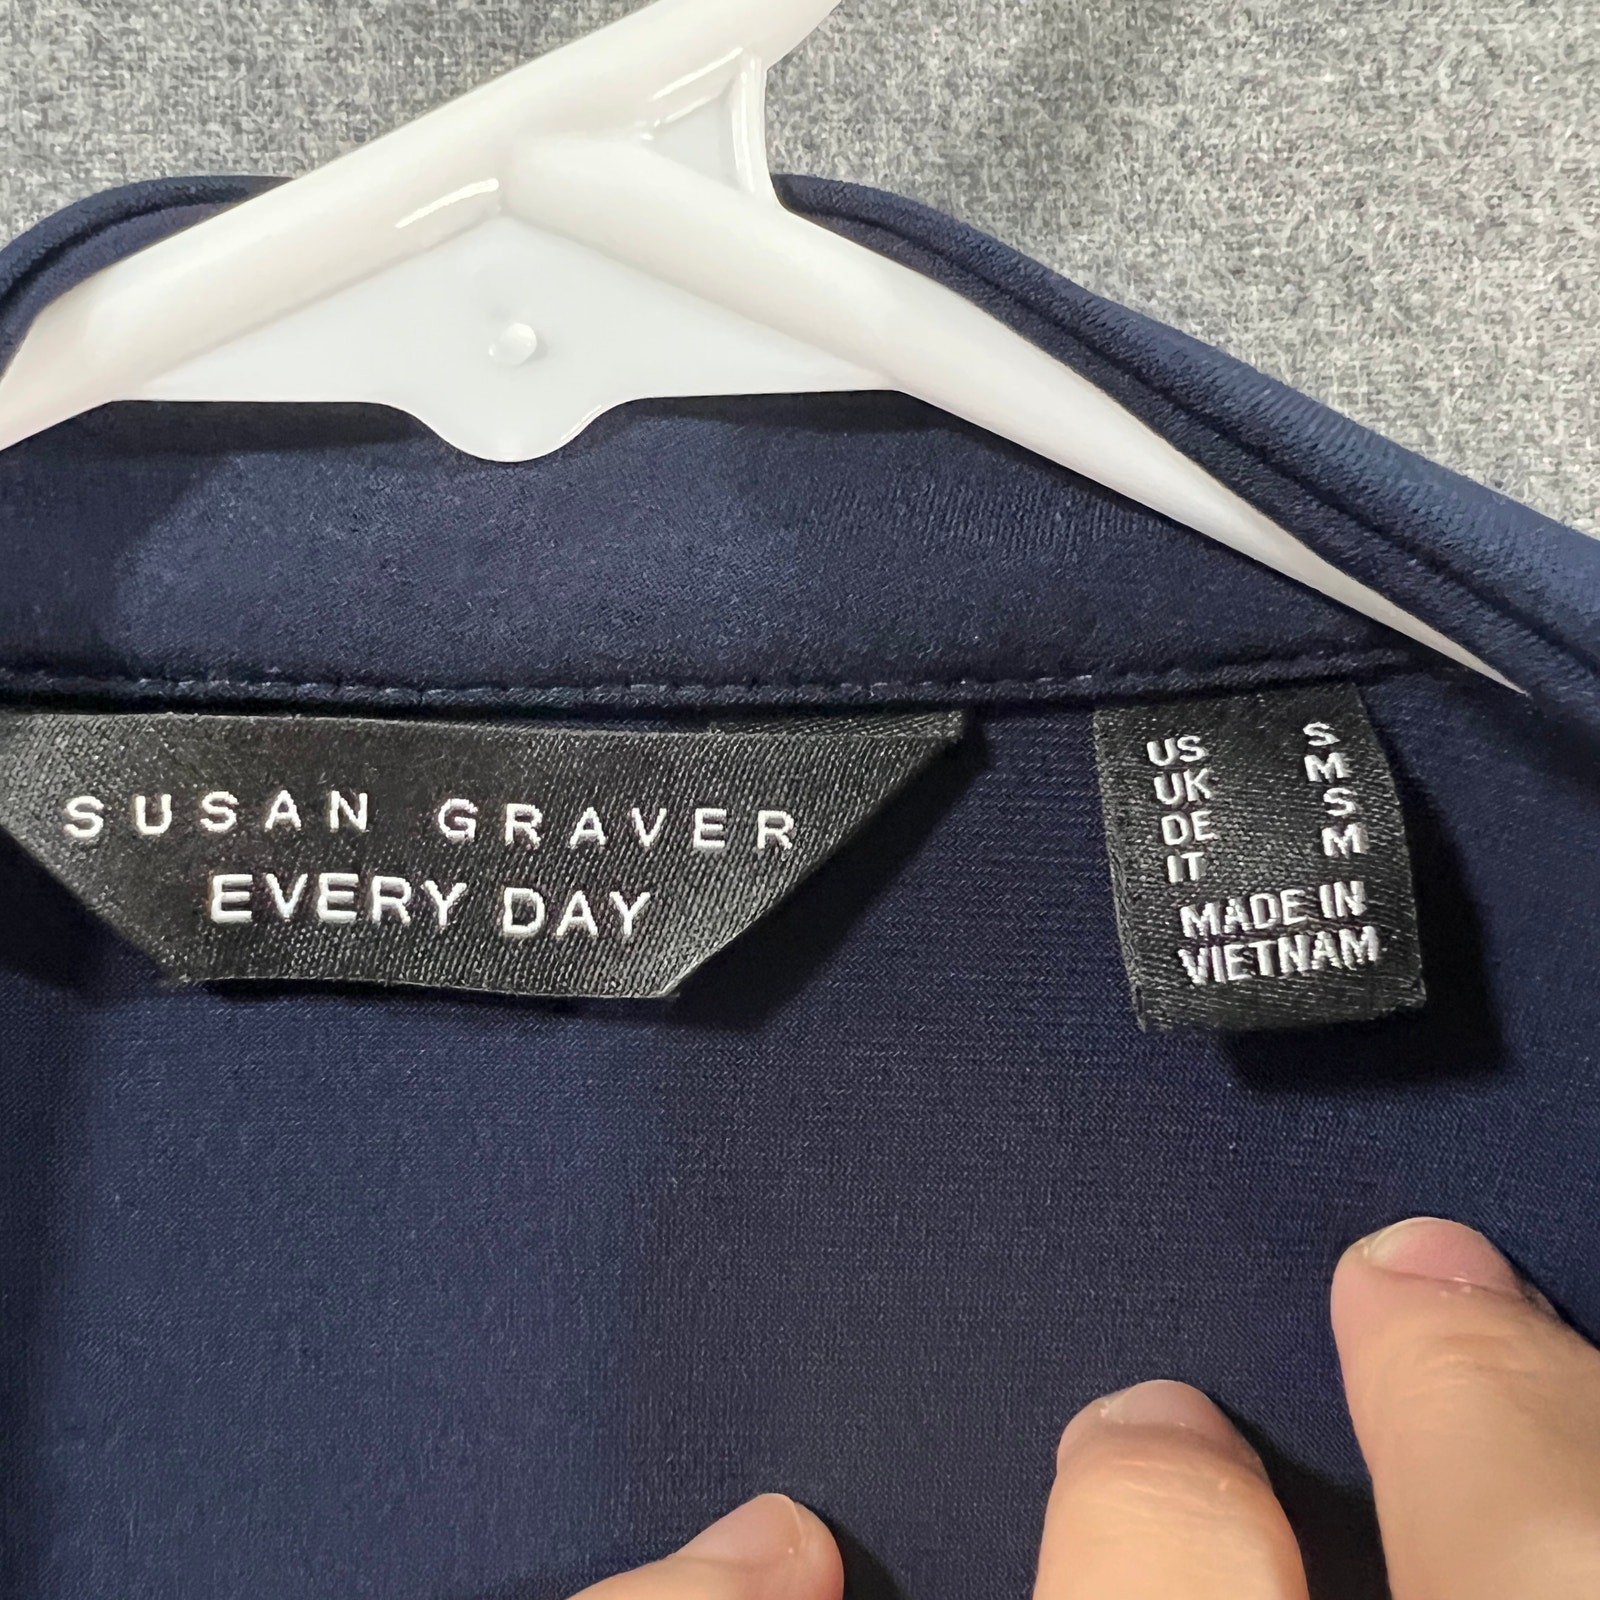 SUSAN GRAVER
EVERY DAY
US S
UK M
DE S
IT M
MADE IN
VIETNAM